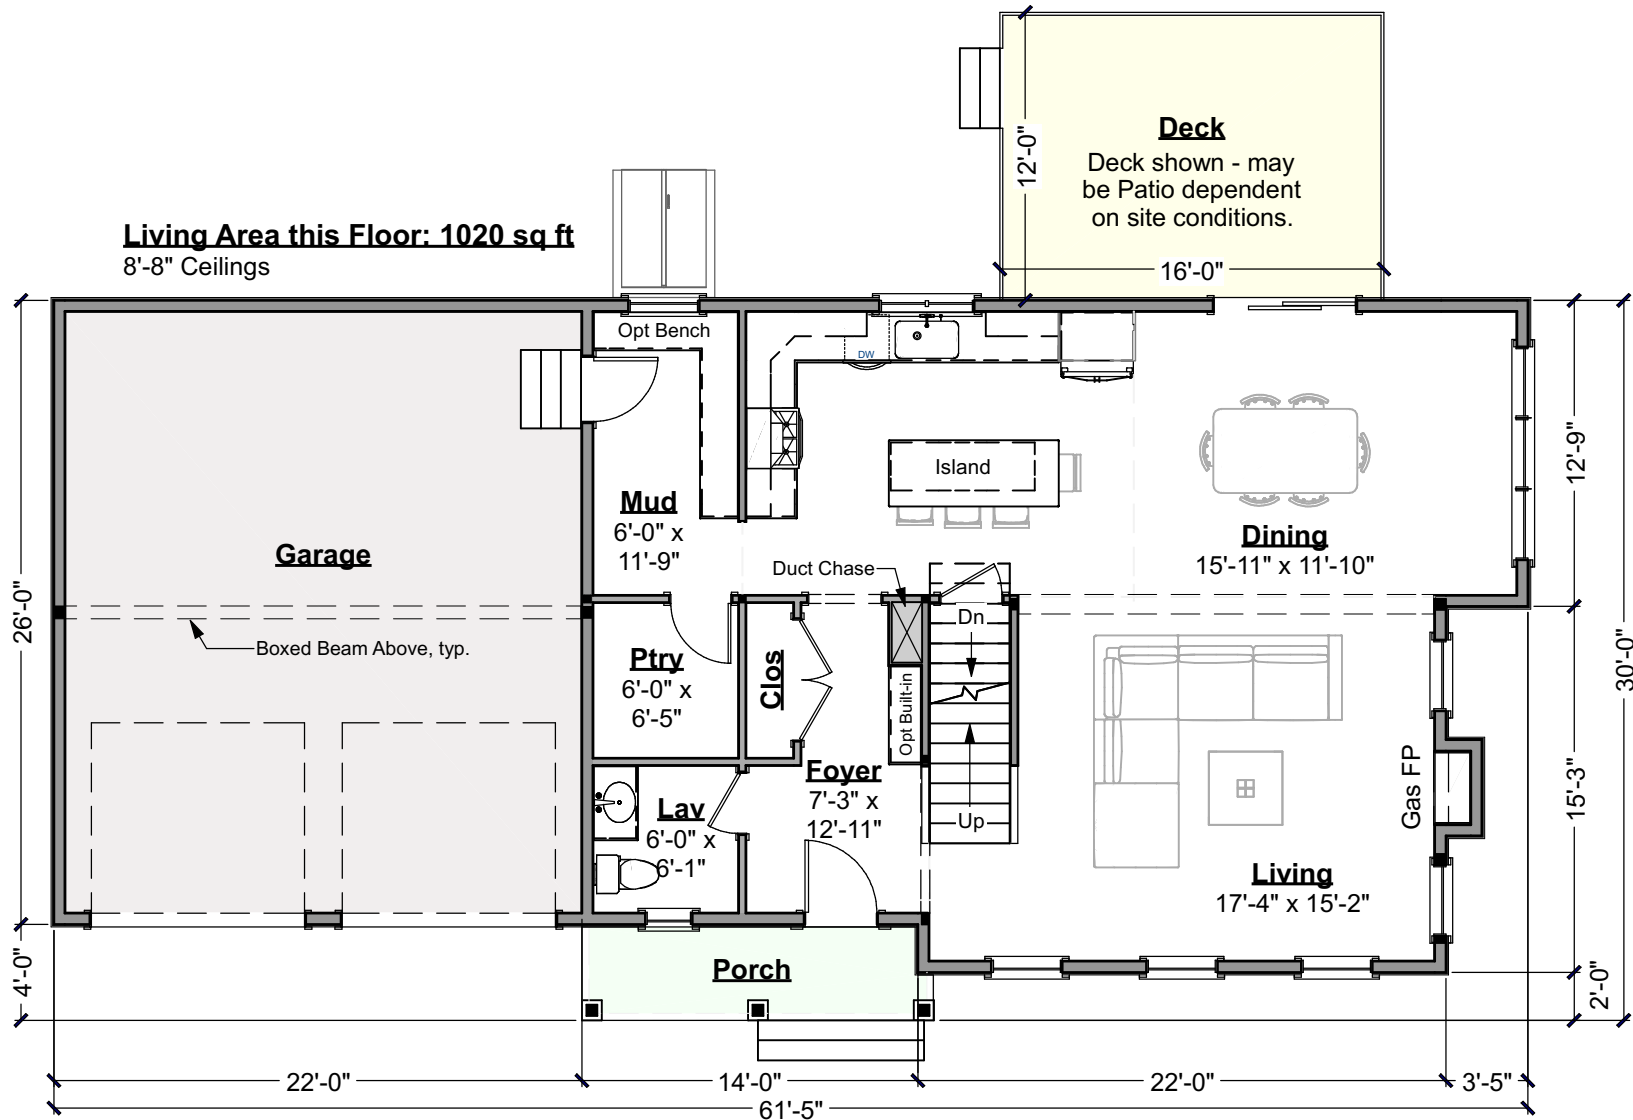 12'-0"
Deck
Deck shown - may
be Patio dependent
on site conditions.
16'-0"
Living Area this Floor: 1020 sq ft
8'-8" Ceilings
Opt Bench
DW
Island
Mud
6'-0" x
11'-9"
Garage
Dining
15'-11" x 11'-10"
12'-9"
26'-0"
30'-0"
Duct Chase
Boxed Beam Above, typ.
Ptry
6'-0" x
6'-5"
Clos
Opt Built-in
Dn
Up
Foyer
7'-3" x
12'-11"
Lav
6'-0" x
6'-1"
Gas FP
15'-3"
Living
17'-4" x 15'-2"
Porch
4'-0"
2'-0"
22'-0"
14'-0"
22'-0"
3'-5"
61'-5"